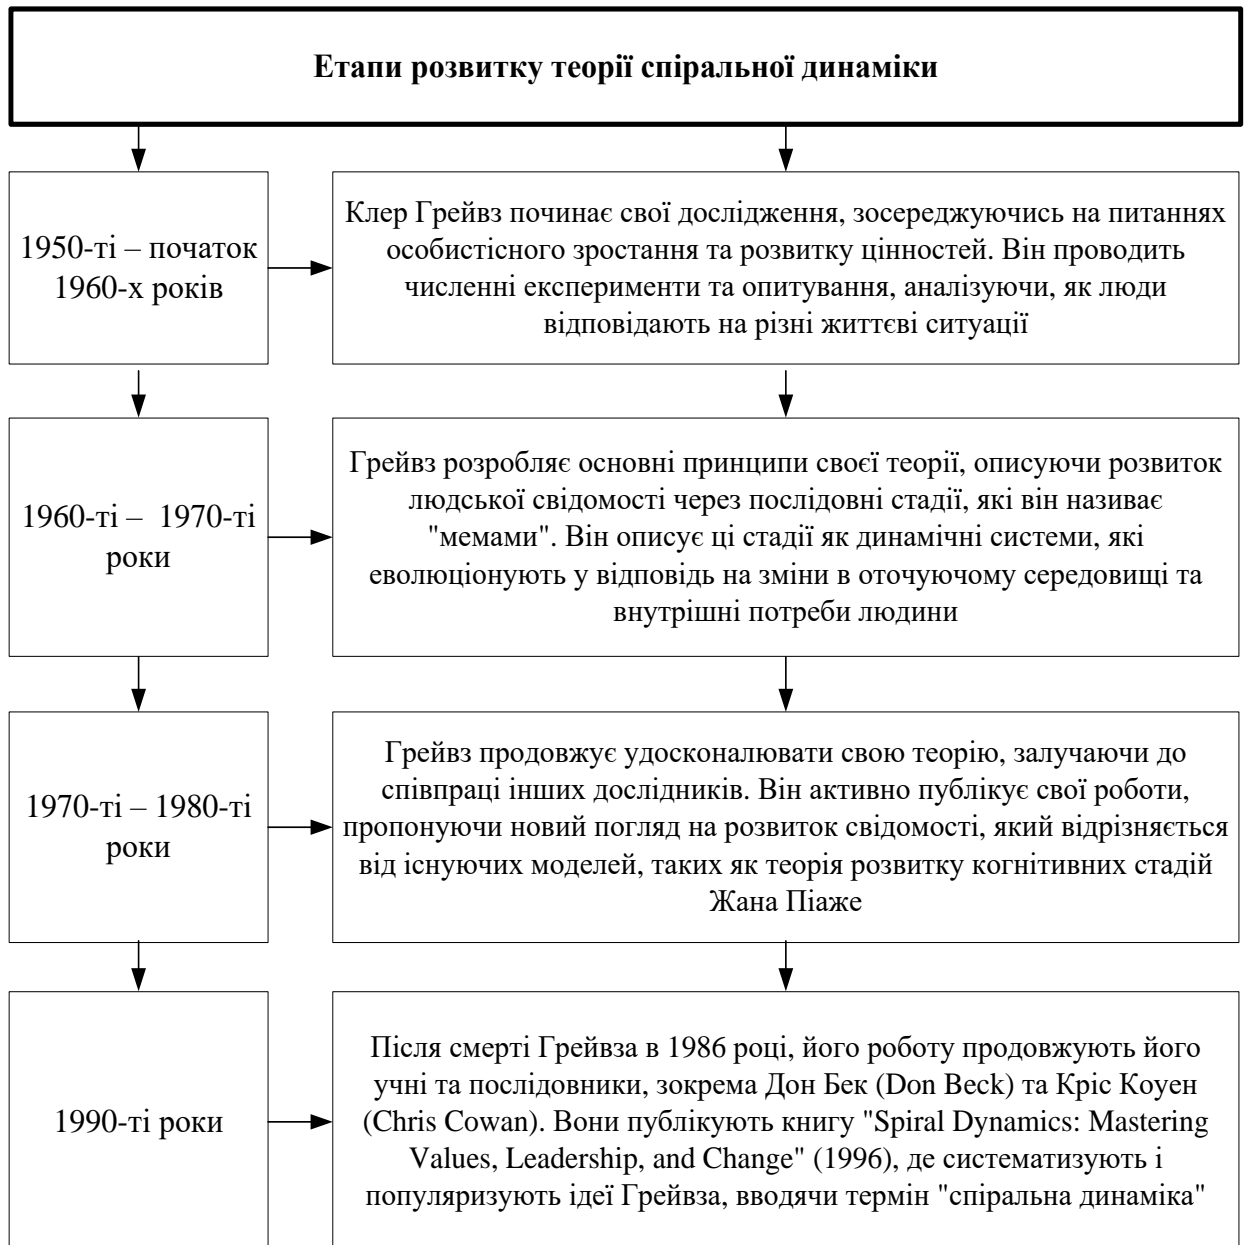 Етапи розвитку теорії спіральної динаміки
1950-ті – початок
1960-х років
Клер Грейвз починає свої дослідження, зосереджуючись на питаннях
особистісного зростання та розвитку цінностей. Він проводить
численні експерименти та опитування, аналізуючи, як люди
відповідають на різні життєві ситуації
1960-ті – 1970-ті
роки
Грейвз розробляє основні принципи своєї теорії, описуючи розвиток
людської свідомості через послідовні стадії, які він називає
"мемами". Він описує ці стадії як динамічні системи, які
еволюціонують у відповідь на зміни в оточуючому середовищі та
внутрішні потреби людини
1970-ті – 1980-ті
роки
Грейвз продовжує удосконалювати свою теорію, залучаючи до
співпраці інших дослідників. Він активно публікує свої роботи,
пропонуючи новий погляд на розвиток свідомості, який відрізняється
від існуючих моделей, таких як теорія розвитку когнітивних стадій
Жана Піаже
1990-ті роки
Після смерті Грейвза в 1986 році, його роботу продовжують його
учні та послідовники, зокрема Дон Бек (Don Beck) та Кріс Коуен
(Chris Cowan). Вони публікують книгу "Spiral Dynamics: Mastering
Values, Leadership, and Change" (1996), де систематизують і
популяризують ідеї Грейвза, вводячи термін "спіральна динаміка"